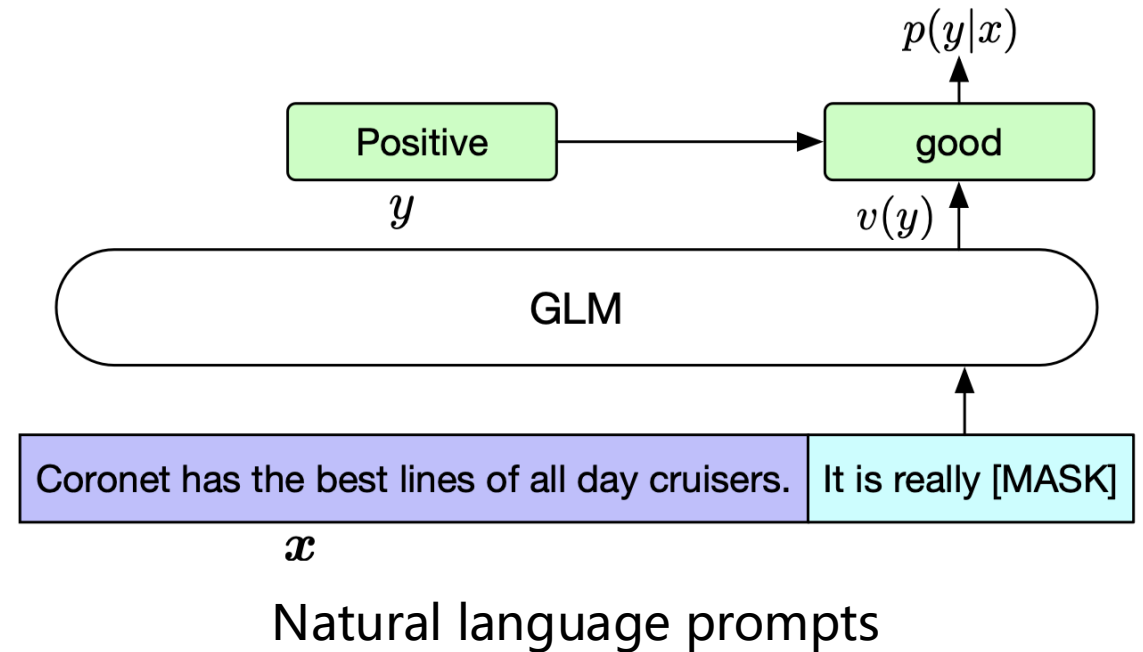 p(y|x)
Positive
good
y
v(y)
GLM
Coronet has the best lines of all day cruisers.
It is really [MASK]
x
Natural language prompts